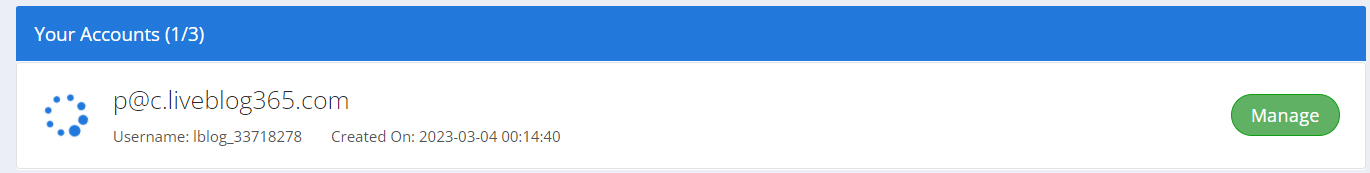 Your Accounts (1/3)
p@c.liveblog365.com
Username: lblog_33718278 Created On: 2023-03-04 00:14:40
Manage